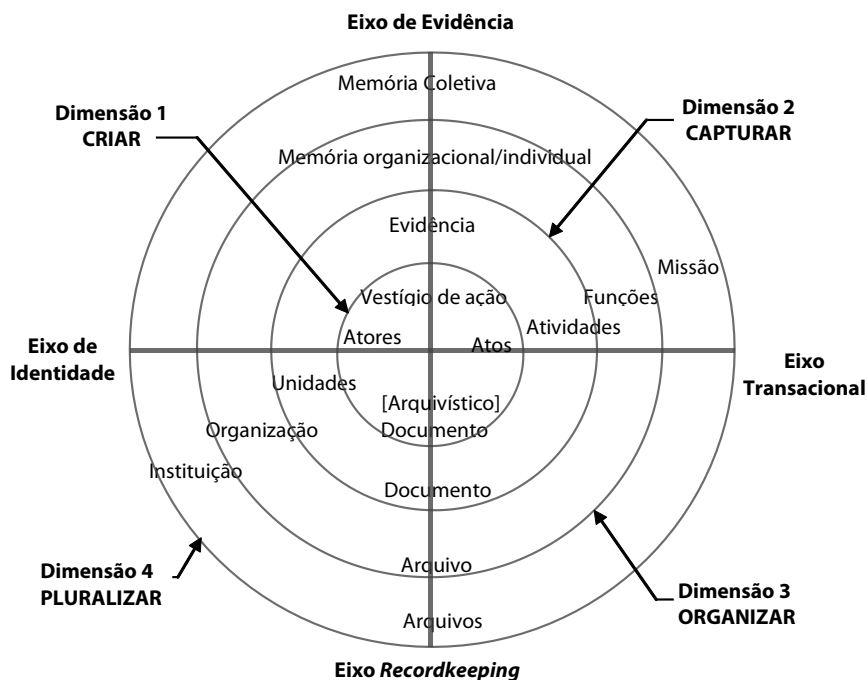 Eixo de Evidência
Memória Coletiva
Dimensão 1
CRIAR
Dimensão 2
CAPTURAR
Memória organizacional/individual
Evidência
Missão
Vestígio de ação
Funções
Atividades
Atores
Atos
Eixo de
Identidade
Eixo
Transacional
Unidades
[Arquivístico]
Documento
Organização
Instituição
Documento
Arquivo
Dimensão 4
PLURALIZAR
Dimensão 3
ORGANIZAR
Arquivos
Eixo Recordkeeping